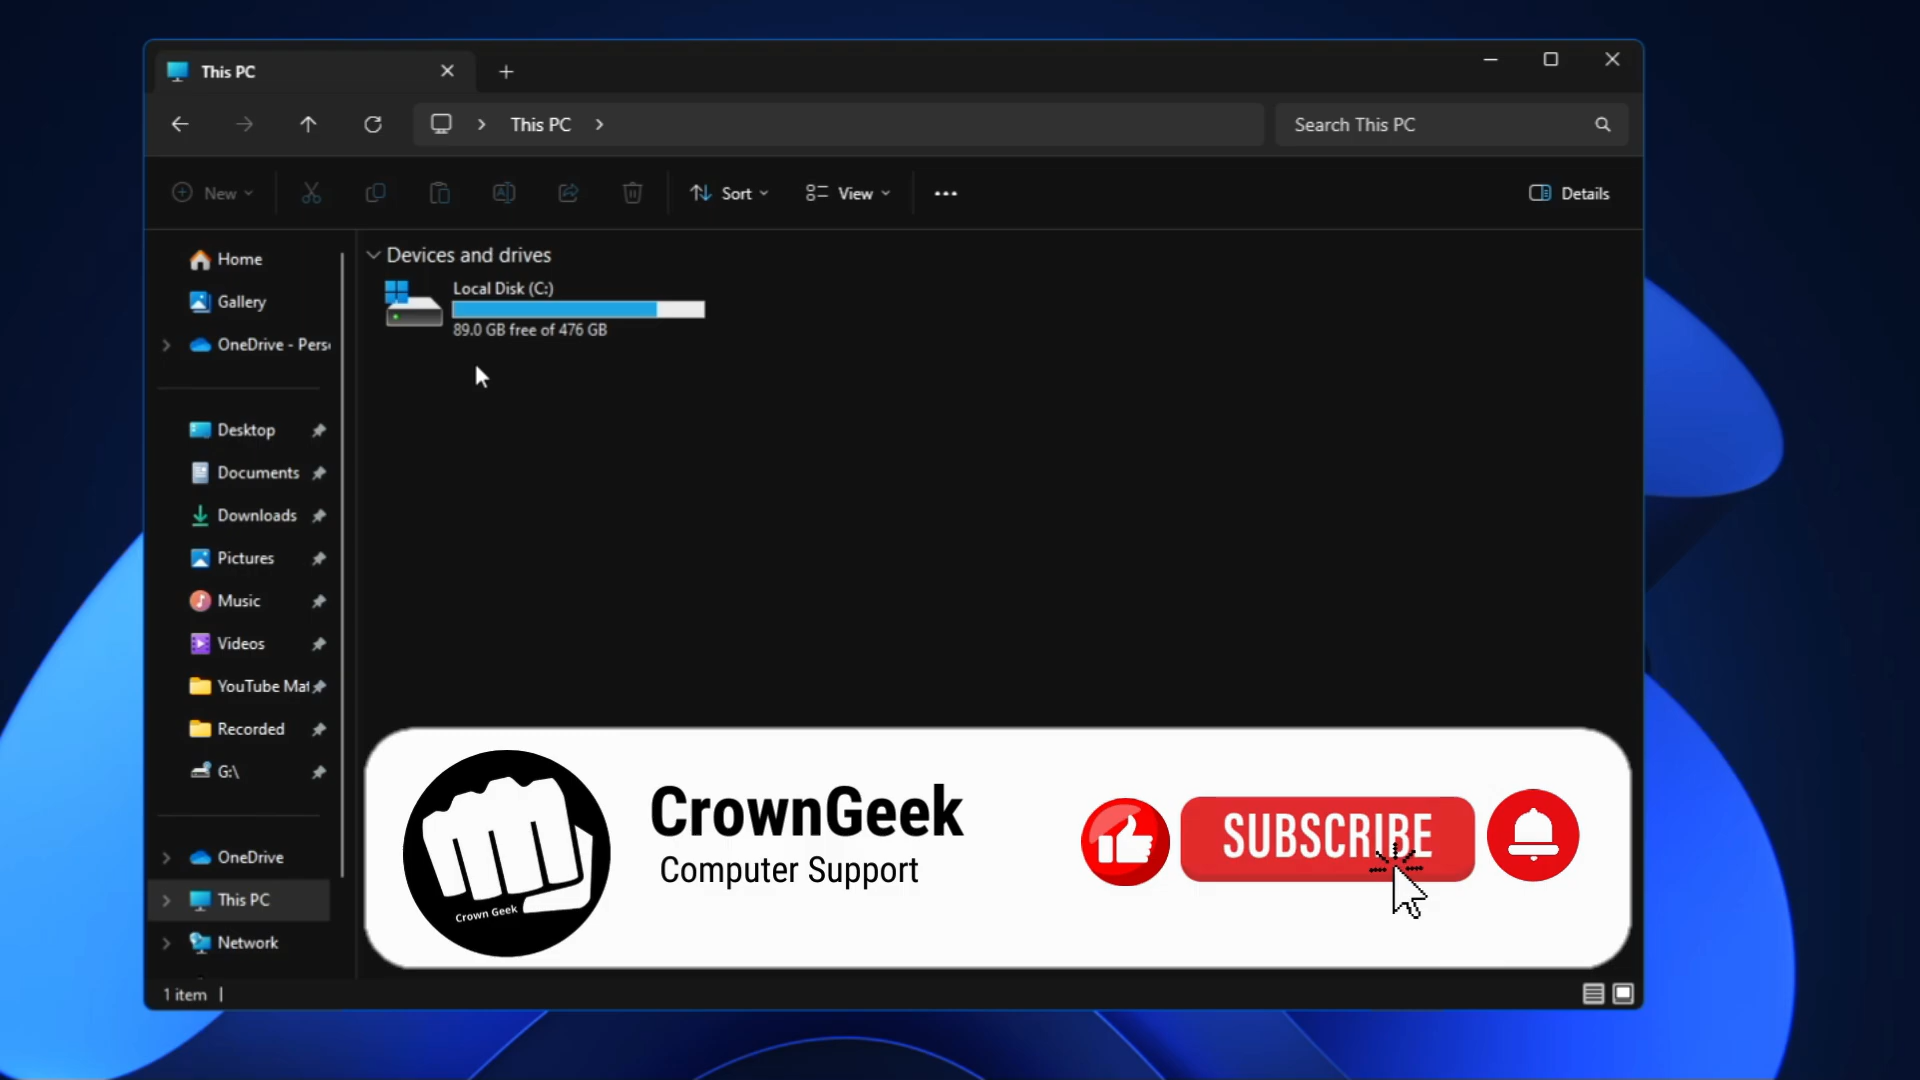 This PC
This PC
Search This PC
New
Sort
View
Details
Home
Gallery
OneDrive - Pers
Desktop
Documents
Downloads
Pictures
Music
Videos
YouTube Mat
Recorded
G:\
OneDrive
This PC
Network
Devices and drives
Local Disk (C:)
89.0 GB free of 476 GB
Crown Geek
CrownGeek
Computer Support
SUBSCRIBE
1 item